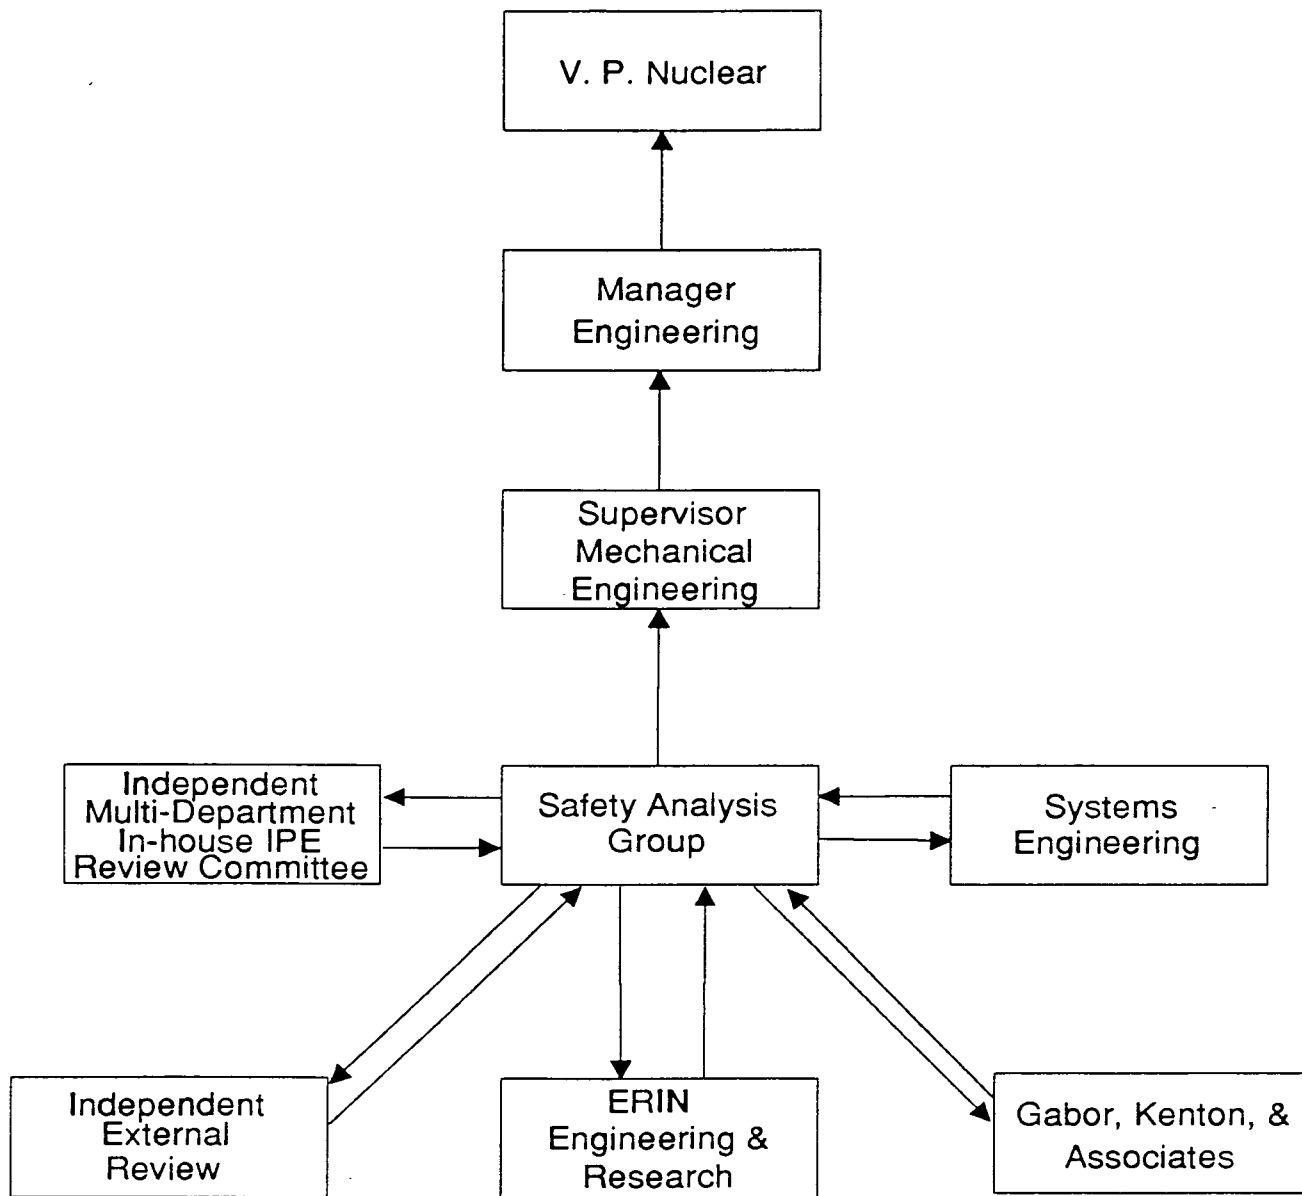 V. P. Nuclear
Manager
Engineering
Supervisor
Mechanical
Engineering
Independent
Multi-Department
In-house IPE
Review Committee
Safety Analysis
Group
Systems
Engineering
Independent
External
Review
ERIN
Engineering &
Research
Gabor, Kenton, &
Associates